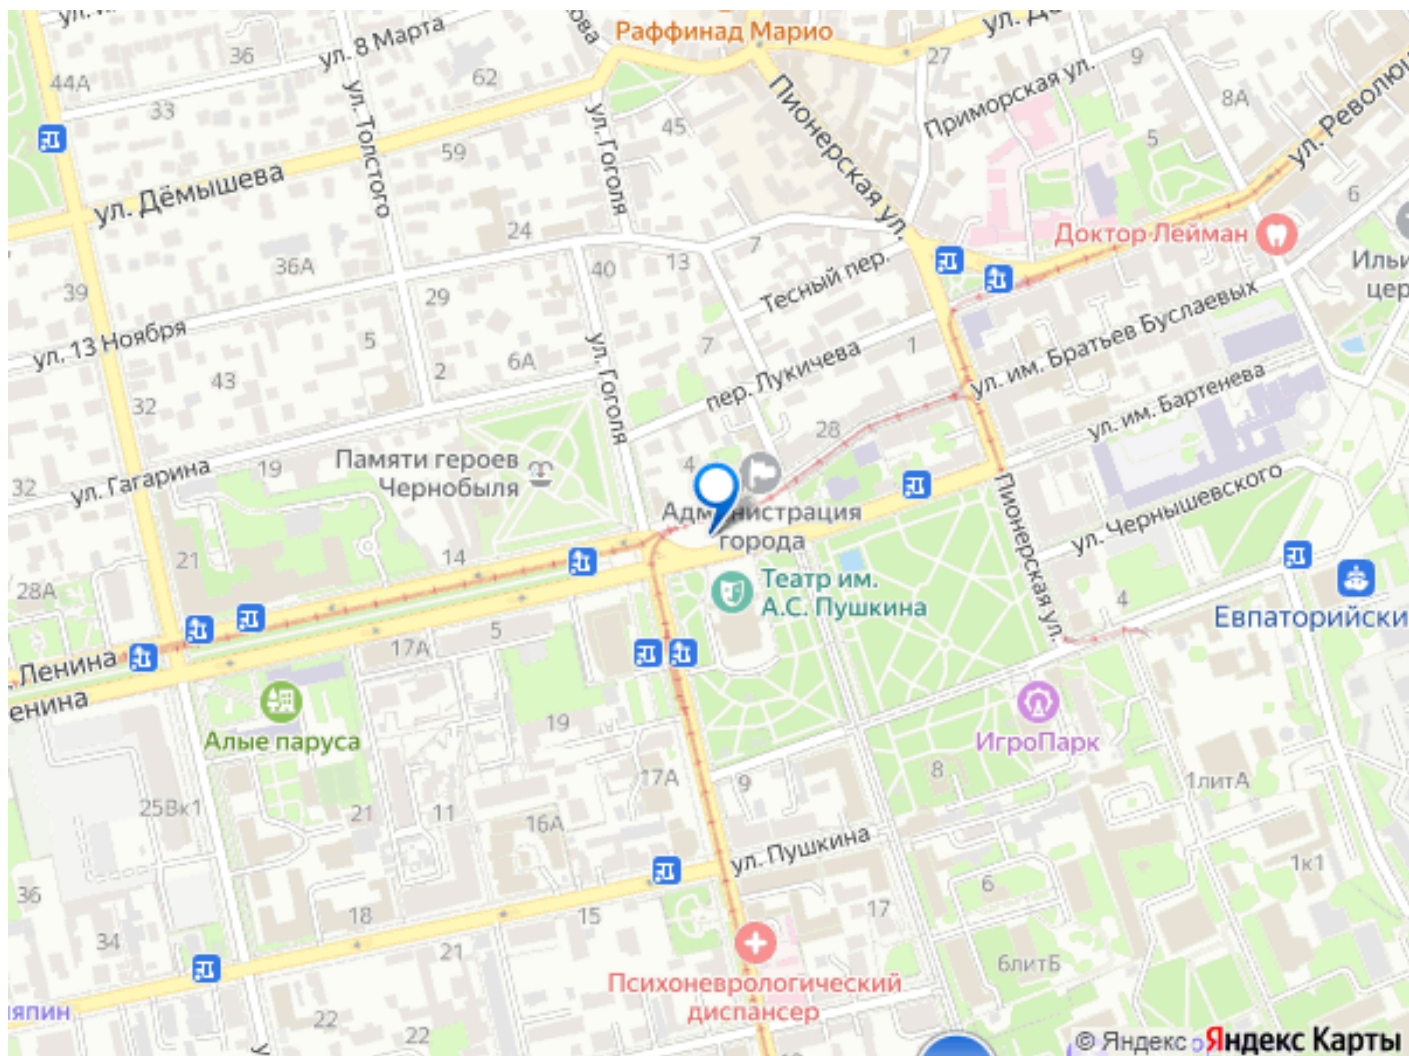 44А
36
ул. 8 Марта
33
62
Раффинад Марио
27
9
Приморская ул.
8А
5
6
ул. Толстого
ул. Гоголя
45
59
ул. Дёмышева
Пионерская ул.
Доктор Лейман
24
36А
40
13
7
Тесный пер.
39
29
ул. 13 Ноября
5
43
2
6А
ул. Гоголя
7
пер. Лукичева
1
ул. им. Братьев Буслаевых
32
ул. им. Бартенева
28
Памяти героев
Чернобыля
4
19
ул. Гагарина
32
Администрация
города
Пионерская ул.
ул. Чернышевского
21
14
28А
Театр им.
А.С. Пушкина
4
5
17А
Ленина
Алые паруса
19
ИгроПарк
17А
9
8
1литА
25Вк1
21
11
16А
ул. Пушкина
1к1
36
6
18
15
17
34
21
6литБ
Психоневрологический
диспансер
22
22
© Яндекс
Яндекс Карты